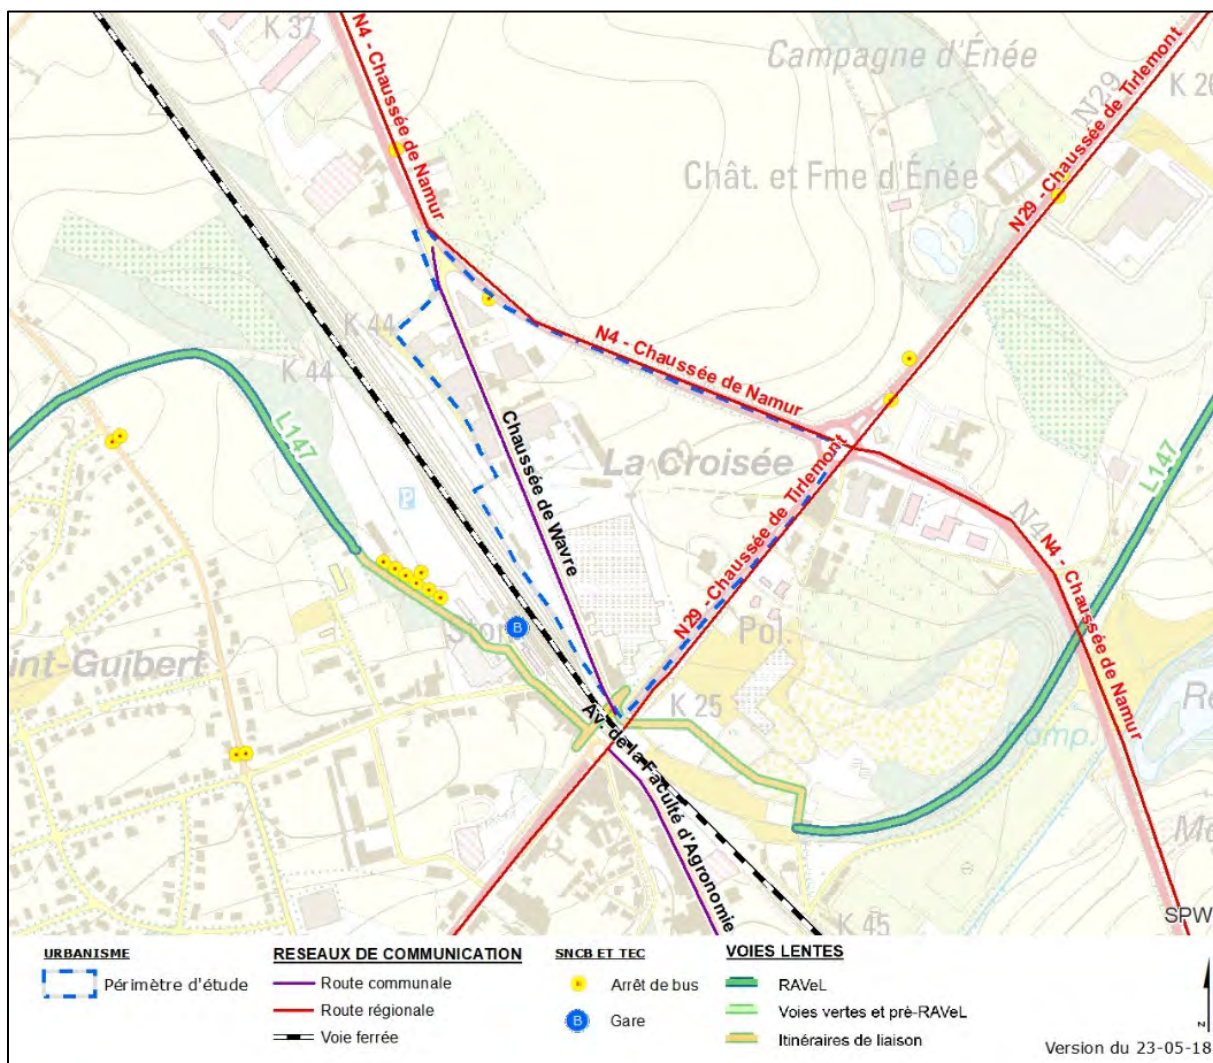 K 37
N4 - Chaussée de Namur
Campagne d'Énée
N29
K 26
N29 - Chaussée de Tirlemont
Chât. et Fme d'Énée
K 44
N4 - Chaussée de Namur
K 44
L147
Chaussée de Wavre
La Croisée
N29 - Chaussée de Tirlemont
N4
N4 - Chaussée de Namur
L147
P
B
Pol.
int-Guibert
K 25
Av. de la Faculté d'Agronomie
K 45
SPW
URBANISME
Périmètre d'étude
RESEAUX DE COMMUNICATION
Route communale
Route régionale
Voie ferrée
SNCB ET TEC
Arrêt de bus
B Gare
VOIES LENTES
RAVeL
Voies vertes et pré-RAVeL
Itinéraires de liaison
Version du 23-05-18